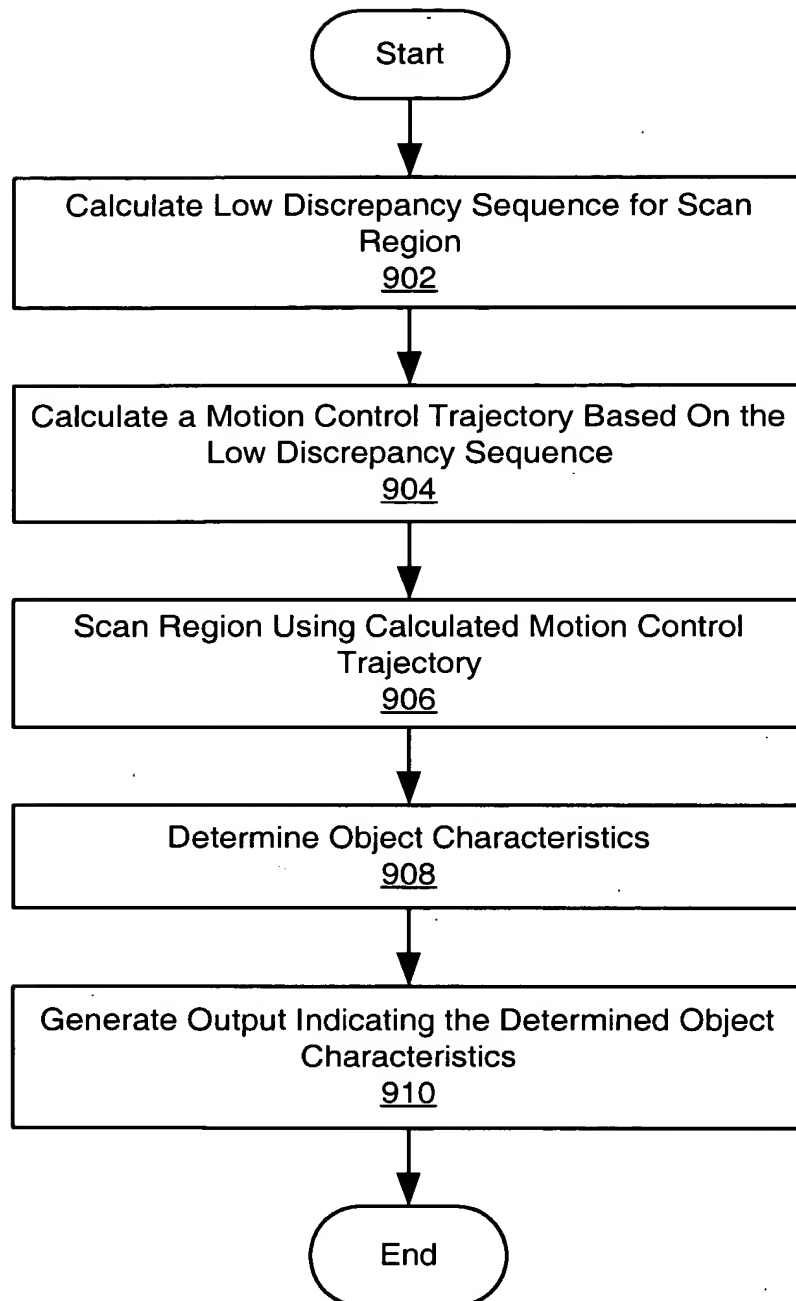 Start
Calculate Low Discrepancy Sequence for Scan
Region
902
Calculate a Motion Control Trajectory Based On the
Low Discrepancy Sequence
904
Scan Region Using Calculated Motion Control
Trajectory
906
Determine Object Characteristics
908
Generate Output Indicating the Determined Object
Characteristics
910
End